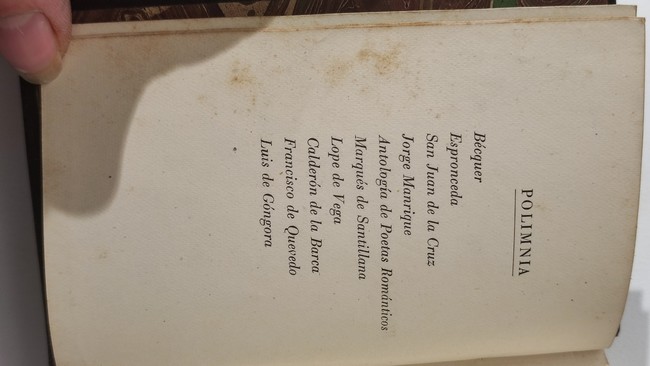 POLIMNIA
Bécquer
Espronceda
San Juan de la Cruz
Jorge Manrique
Antología de Poetas Románticos
Marqués de Santillana
Lope de Vega
Calderón de la Barca
Francisco de Quevedo
Luis de Góngora